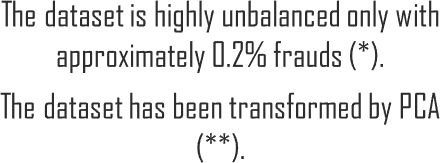 The dataset is highly unbalanced only with
approximately 0.2% frauds (*).
The dataset has been transformed by PCA
(**).